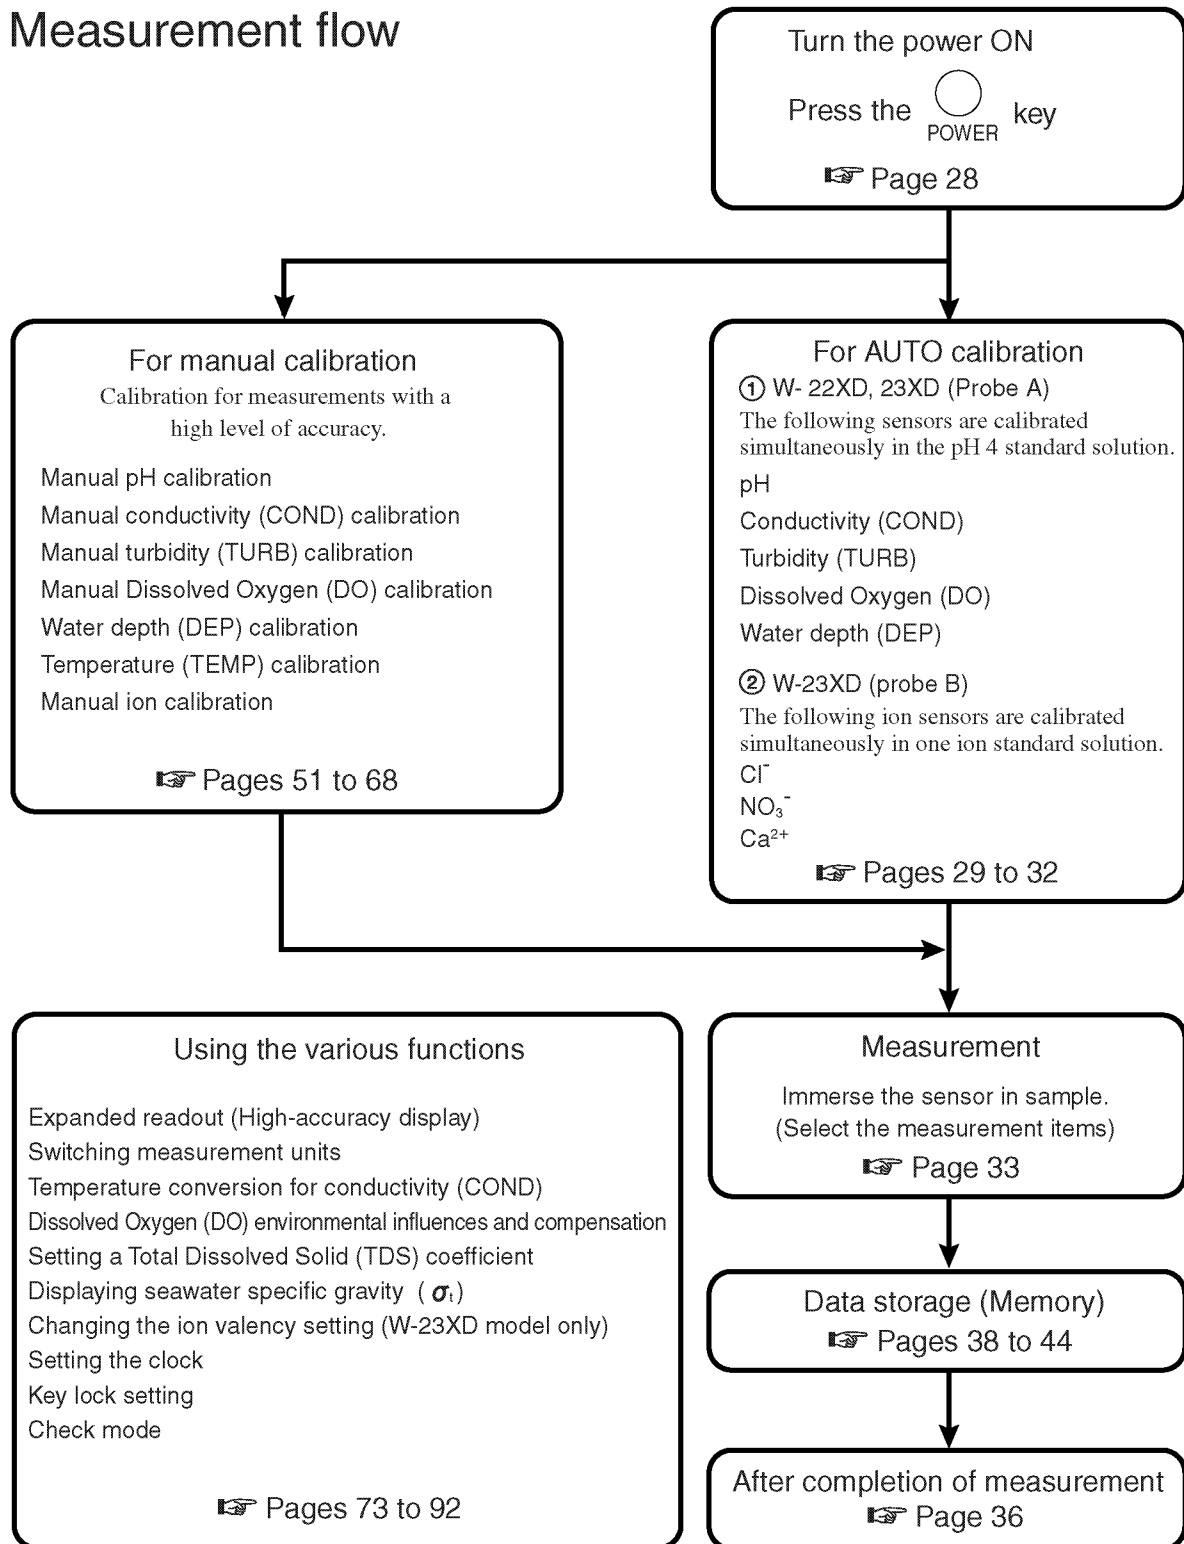 Measurement flow
Turn the power ON
Press the POWER key
☞ Page 28
For manual calibration
Calibration for measurements with a
high level of accuracy.
Manual pH calibration
Manual conductivity (COND) calibration
Manual turbidity (TURB) calibration
Manual Dissolved Oxygen (DO) calibration
Water depth (DEP) calibration
Temperature (TEMP) calibration
Manual ion calibration
☞ Pages 51 to 68
For AUTO calibration
① W- 22XD, 23XD (Probe A)
The following sensors are calibrated
simultaneously in the pH 4 standard solution.
pH
Conductivity (COND)
Turbidity (TURB)
Dissolved Oxygen (DO)
Water depth (DEP)
② W-23XD (probe B)
The following ion sensors are calibrated
simultaneously in one ion standard solution.
Cl⁻
NO₃⁻
Ca²⁺
☞ Pages 29 to 32
Using the various functions
Expanded readout (High-accuracy display)
Switching measurement units
Temperature conversion for conductivity (COND)
Dissolved Oxygen (DO) environmental influences and compensation
Setting a Total Dissolved Solid (TDS) coefficient
Displaying seawater specific gravity ( σₜ)
Changing the ion valency setting (W-23XD model only)
Setting the clock
Key lock setting
Check mode
☞ Pages 73 to 92
Measurement
Immerse the sensor in sample.
(Select the measurement items)
☞ Page 33
Data storage (Memory)
☞ Pages 38 to 44
After completion of measurement
☞ Page 36